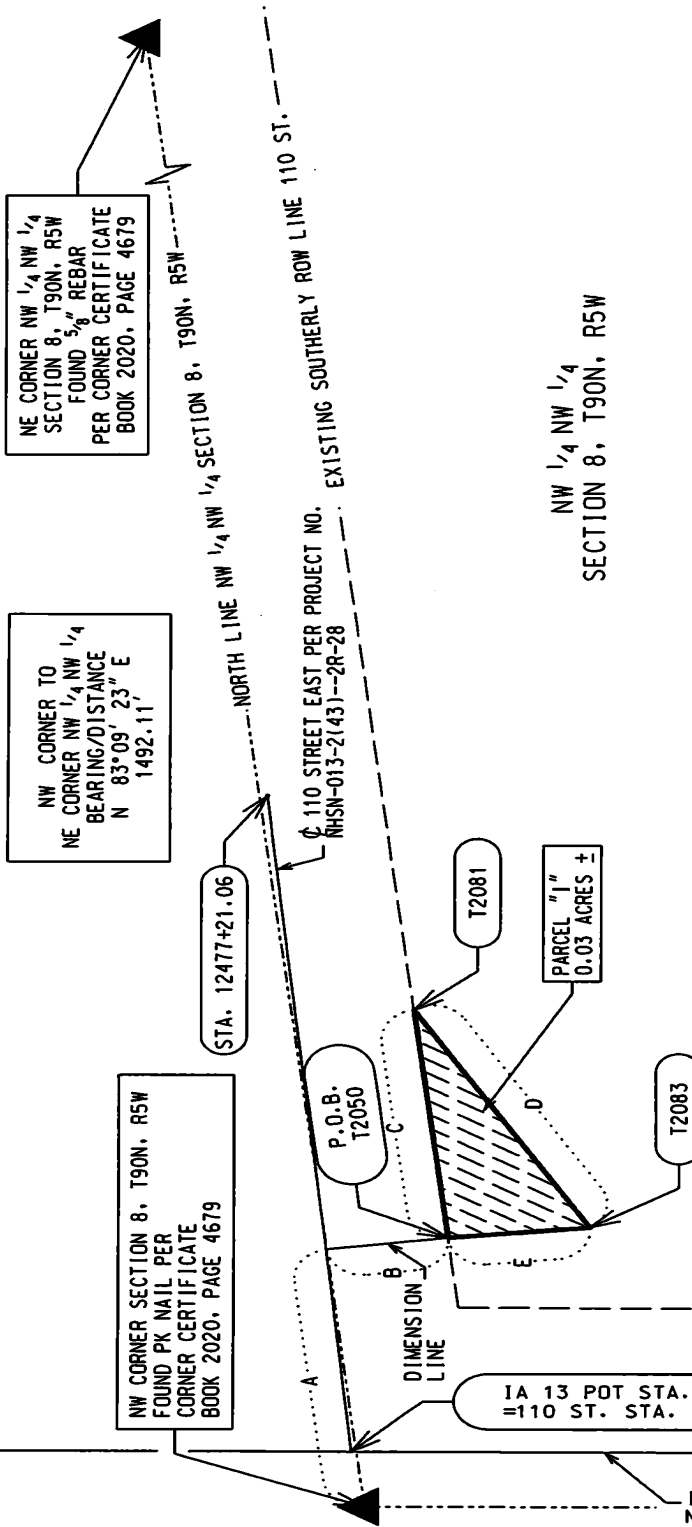 NE CORNER NW 1/4 NW 1/4
SECTION 8, T90N, R5W
FOUND 5/8" REBAR
PER CORNER CERTIFICATE
BOOK 2020, PAGE 4679
NW CORNER TO
NE CORNER NW 1/4 NW 1/4
BEARING/DISTANCE
N 83°09' 23" E
1492.11'
NORTH LINE NW 1/4 NW 1/4 SECTION 8, T90N, R5W
EXISTING SOUTHERLY ROW LINE 110 ST.
STA. 12477+21.06
℄ 110 STREET EAST PER PROJECT NO.
NHSN-013-2(43)--2R-28
NW 1/4 NW 1/4
SECTION 8, T90N, R5W
NW CORNER SECTION 8, T90N, R5W
FOUND PK NAIL PER
CORNER CERTIFICATE
BOOK 2020, PAGE 4679
P.O.B.
T2050
T2081
PARCEL "J"
0.03 ACRES ±
T2083
A
B
C
D
E
DIMENSION
LINE
IA 13 POT STA.
=110 ST. STA.